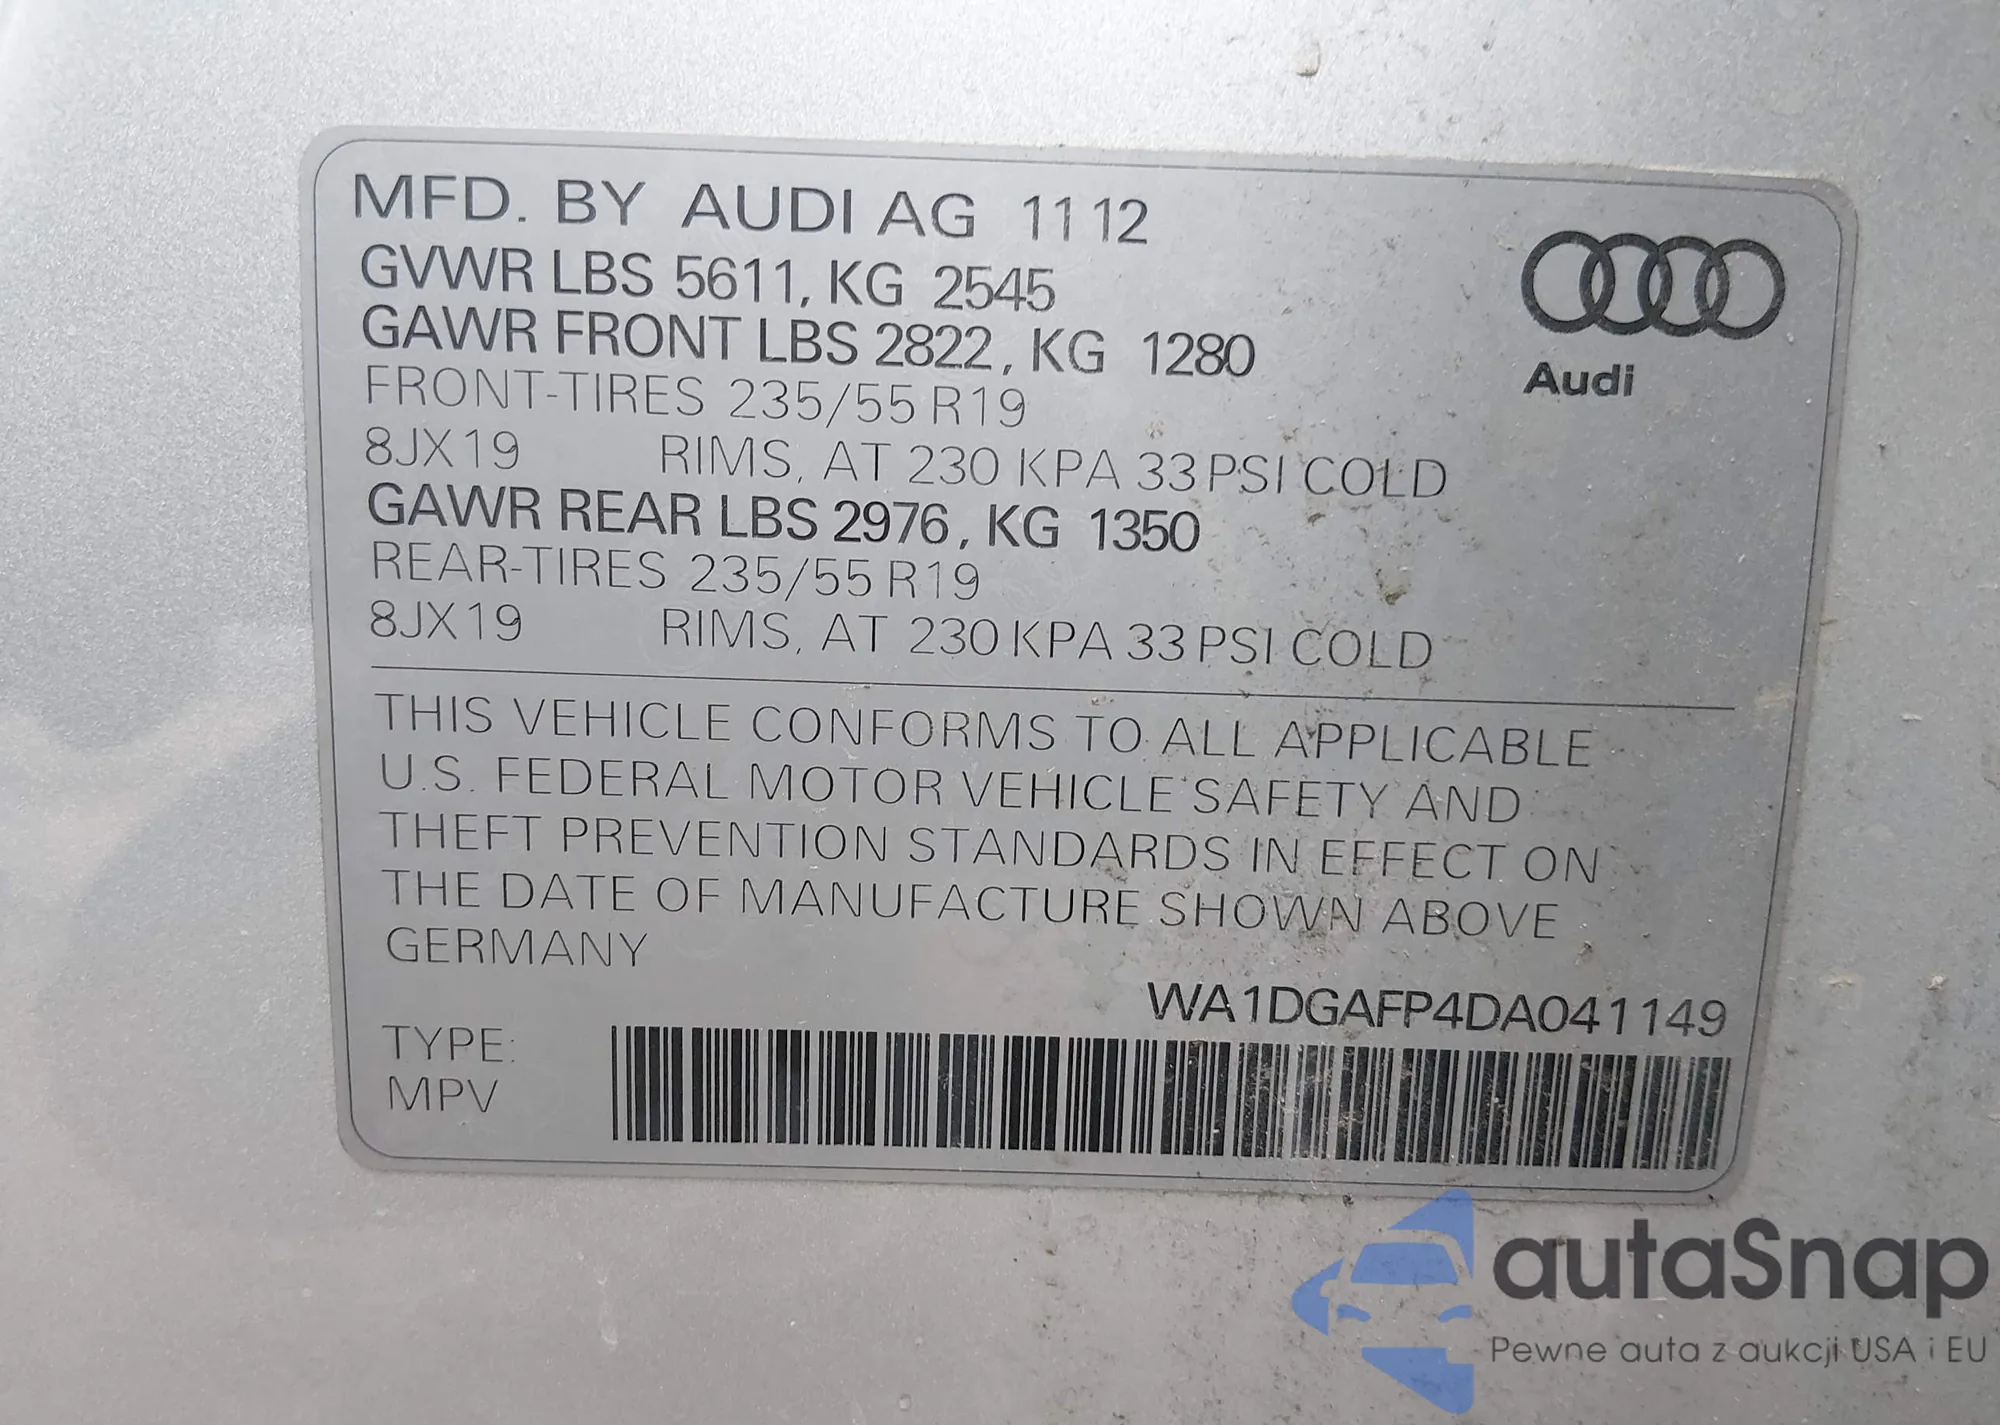 MFD. BY AUDI AG 11 12
GVWR LBS 5611, KG 2545
GAWR FRONT LBS 2822, KG 1280
FRONT-TIRES 235/55 R19
8JX19 RIMS, AT 230 KPA 33 PSI COLD
GAWR REAR LBS 2976, KG 1350
REAR-TIRES 235/55 R19
8JX19 RIMS, AT 230 KPA 33 PSI COLD
Audi
THIS VEHICLE CONFORMS TO ALL APPLICABLE
U.S. FEDERAL MOTOR VEHICLE SAFETY AND
THEFT PREVENTION STANDARDS IN EFFECT ON
THE DATE OF MANUFACTURE SHOWN ABOVE
GERMANY
WA1DGAFP4DA041149
TYPE:
MPV
autaSnap
Pewne auta z aukcji USA i EU